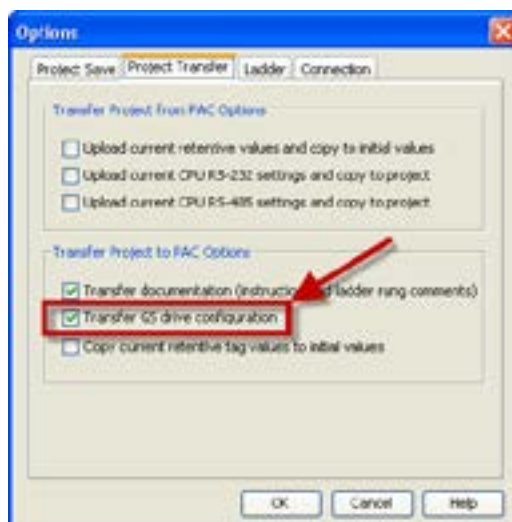 Options
Project Save
Project Transfer
Ladder
Connection
Transfer Project from PAC Options
Upload current retentive values and copy to initial values
Upload current CPU RS-232 settings and copy to project
Upload current CPU RS-485 settings and copy to project
Transfer Project to PAC Options
Transfer documentation (instruction ladder rung comments)
Transfer GS drive configuration
Copy current retentive tag values to initial values
OK
Cancel
Help